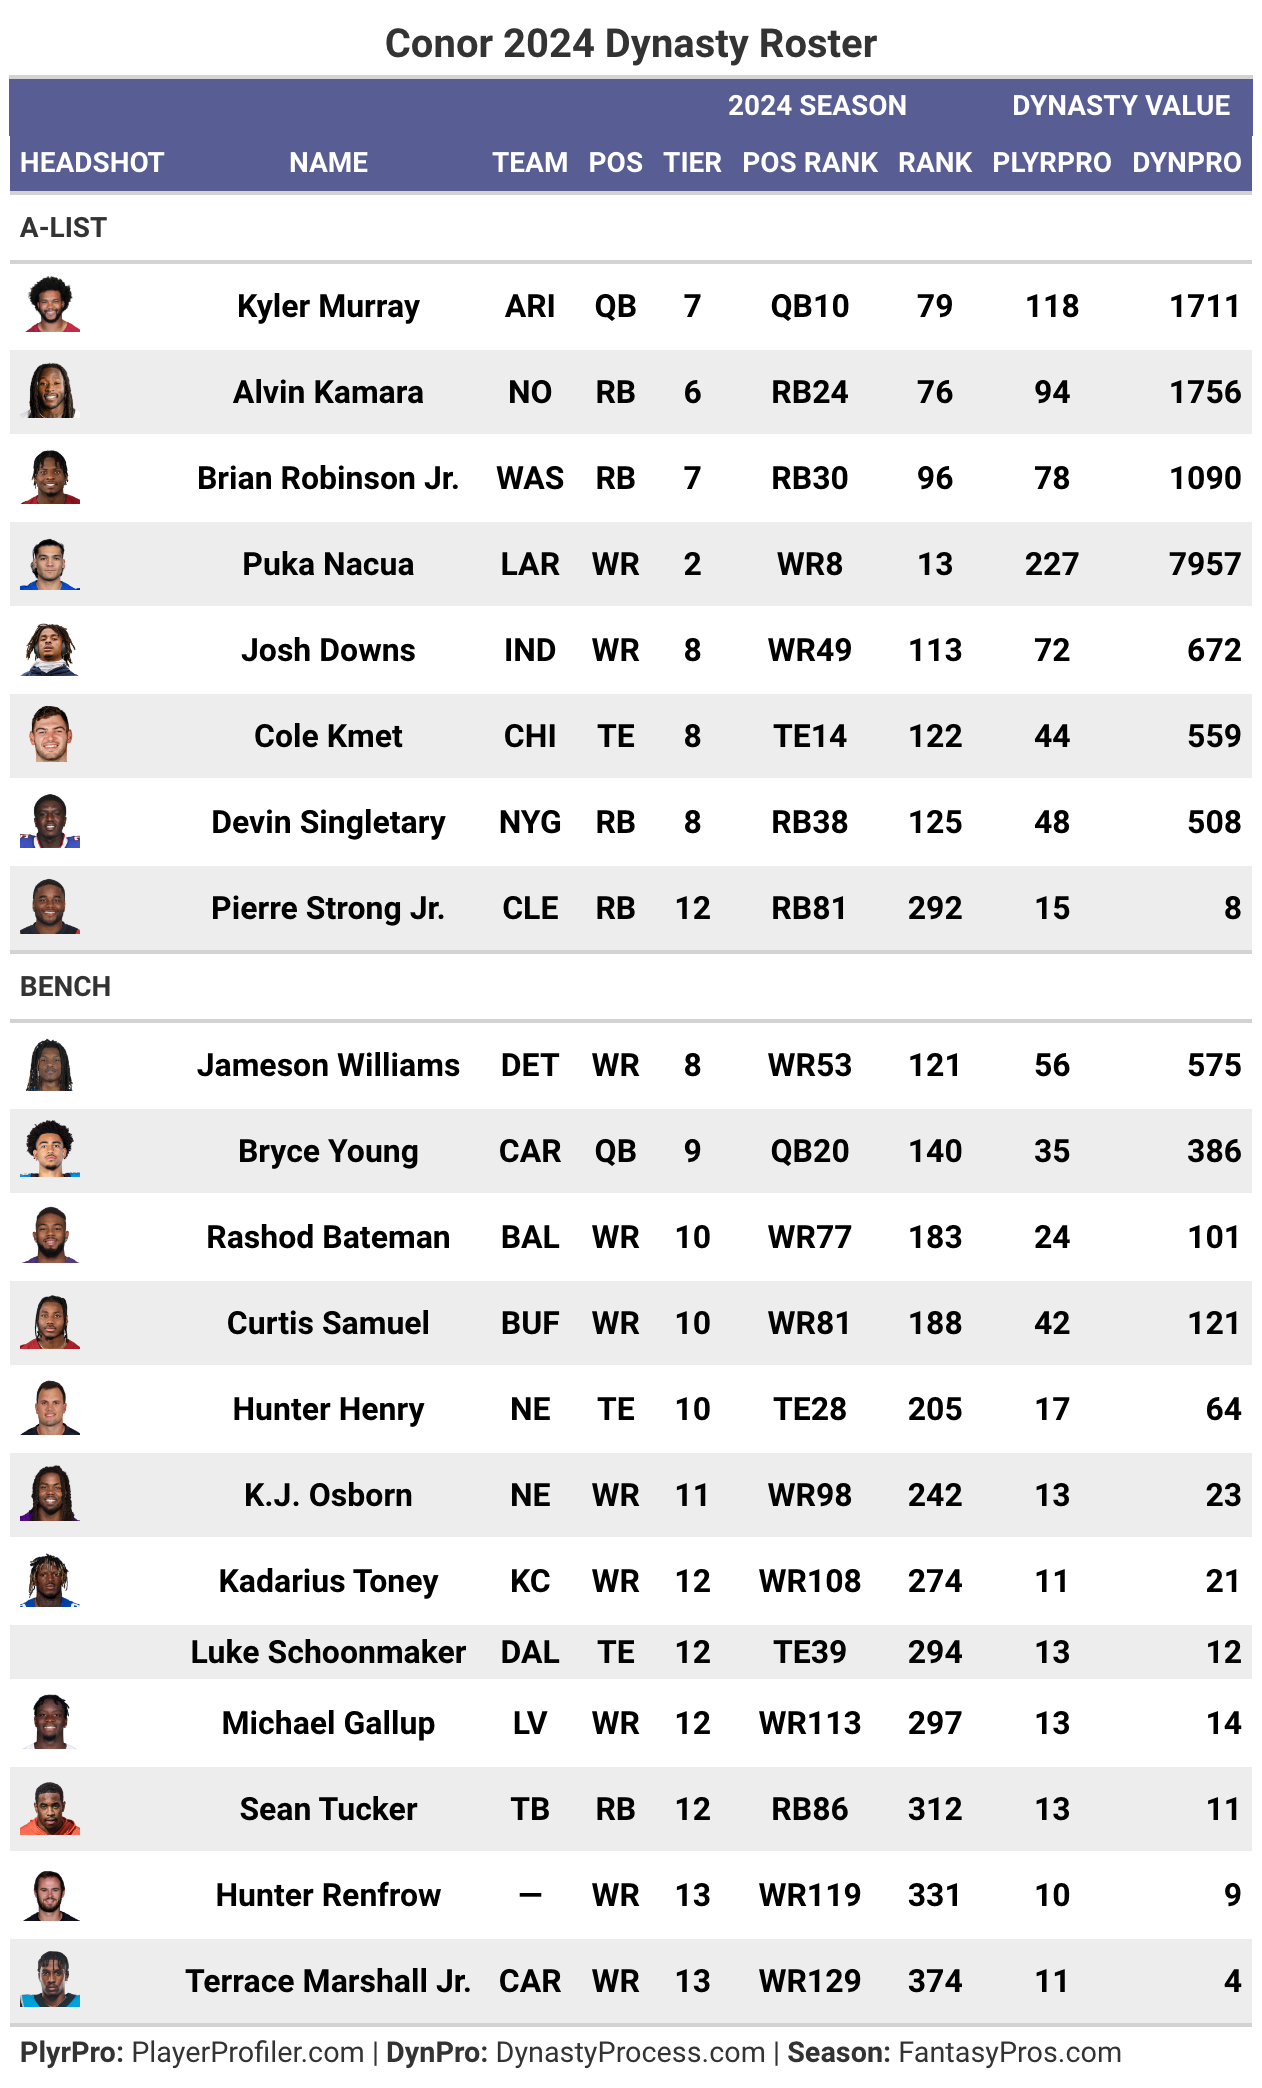 Conor 2024 Dynasty Roster
2024 SEASON DYNASTY VALUE
HEADSHOT NAME TEAM POS TIER POS RANK RANK PLYRPRO DYNPRO
A-LIST
Kyler Murray ARI QB 7 QB10 79 118 1711
Alvin Kamara NO RB 6 RB24 76 94 1756
Brian Robinson Jr. WAS RB 7 RB30 96 78 1090
Puka Nacua LAR WR 2 WR8 13 227 7957
Josh Downs IND WR 8 WR49 113 72 672
Cole Kmet CHI TE 8 TE14 122 44 559
Devin Singletary NYG RB 8 RB38 125 48 508
Pierre Strong Jr. CLE RB 12 RB81 292 15 8
BENCH
Jameson Williams DET WR 8 WR53 121 56 575
Bryce Young CAR QB 9 QB20 140 35 386
Rashod Bateman BAL WR 10 WR77 183 24 101
Curtis Samuel BUF WR 10 WR81 188 42 121
Hunter Henry NE TE 10 TE28 205 17 64
K.J. Osborn NE WR 11 WR98 242 13 23
Kadarius Toney KC WR 12 WR108 274 11 21
Luke Schoonmaker DAL TE 12 TE39 294 13 12
Michael Gallup LV WR 12 WR113 297 13 14
Sean Tucker TB RB 12 RB86 312 13 11
Hunter Renfrow — WR 13 WR119 331 10 9
Terrace Marshall Jr. CAR WR 13 WR129 374 11 4
PlyrPro: PlayerProfiler.com | DynPro: DynastyProcess.com | Season: FantasyPros.com